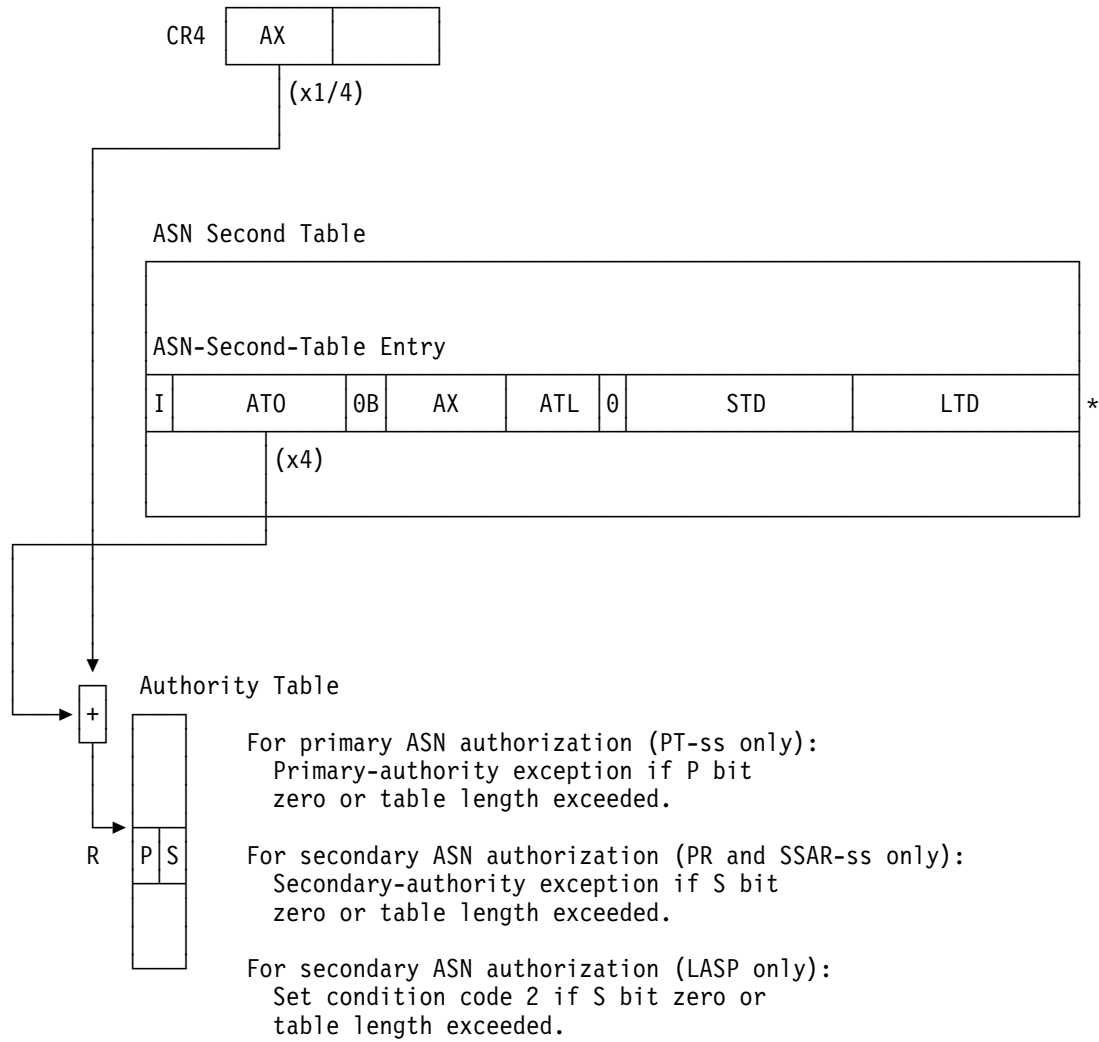 CR4 AX
(x1/4)
ASN Second Table
ASN-Second-Table Entry
I ATO 0B AX ATL 0 STD LTD *
(x4)
Authority Table
+
For primary ASN authorization (PT-ss only):
Primary-authority exception if P bit
zero or table length exceeded.
R P S For secondary ASN authorization (PR and SSAR-ss only):
Secondary-authority exception if S bit
zero or table length exceeded.
For secondary ASN authorization (LASP only):
Set condition code 2 if S bit zero or
table length exceeded.